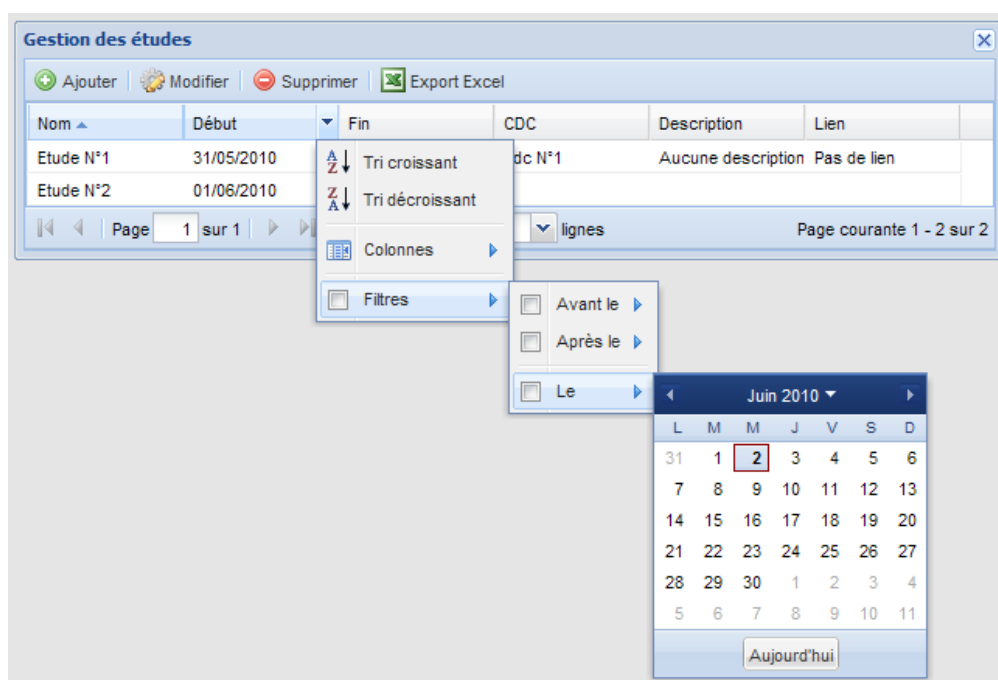 Gestion des études
Ajouter Modifier Supprimer Export Excel
Nom Début Fin CDC Description Lien
Etude N°1 31/05/2010 dc N°1 Aucune description Pas de lien
Etude N°2 01/06/2010
Page 1 sur 1 lignes Page courante 1 - 2 sur 2
Tri croissant
Tri décroissant
Colonnes
Filtres
Avant le
Après le
Le
Juin 2010
L M M J V S D
31 1 2 3 4 5 6
7 8 9 10 11 12 13
14 15 16 17 18 19 20
21 22 23 24 25 26 27
28 29 30 1 2 3 4
5 6 7 8 9 10 11
Aujourd'hui